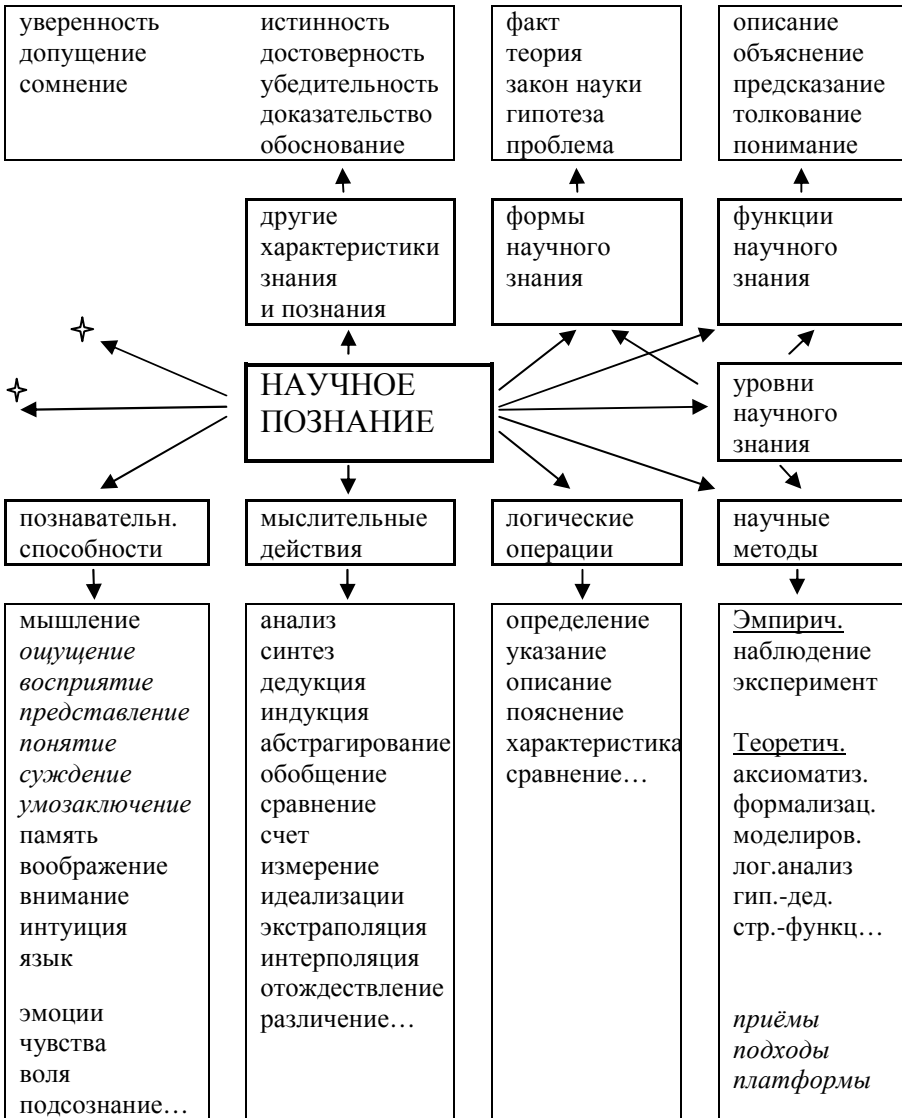 уверенность
допущение
сомнение
истинность
достоверность
убедительность
доказательство
обоснование
факт
теория
закон науки
гипотеза
проблема
описание
объяснение
предсказание
толкование
понимание
другие
характеристики
знания
и познания
формы
научного
знания
функции
научного
знания
НАУЧНОЕ
ПОЗНАНИЕ
уровни
научного
знания
познавательн.
способности
мыслительные
действия
логические
операции
научные
методы
мышление
ощущение
восприятие
представление
понятие
суждение
умозаключение
память
воображение
внимание
интуиция
язык
эмоции
чувства
воля
подсознание…
анализ
синтез
дедукция
индукция
абстрагирование
обобщение
сравнение
счет
измерение
идеализации
экстраполяция
интерполяция
отождествление
различение…
определение
указание
описание
пояснение
характеристика
сравнение…
Эмпирич.
наблюдение
эксперимент
Теоретич.
аксиоматиз.
формализац.
моделиров.
лог.анализ
гип.-дед.
стр.-функц…
приёмы
подходы
платформы